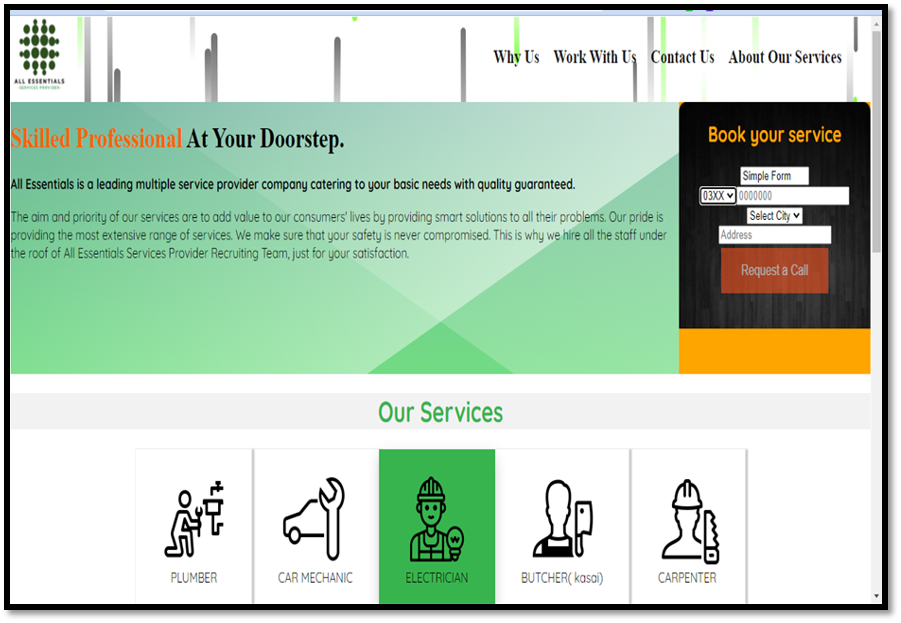 ALL ESSENTIALS
SERVICES PROVIDER
Why Us Work With Us Contact Us About Our Services
Skilled Professional At Your Doorstep.
All Essentials is a leading multiple service provider company catering to your basic needs with quality guaranteed.
The aim and priority of our services are to add value to our consumers' lives by providing smart solutions to all their problems. Our pride is
providing the most extensive range of services. We make sure that your safety is never compromised. This is why we hire all the staff under
the roof of All Essentials Services Provider Recruiting Team, just for your satisfaction.
Book your service
Simple Form
03XX 0000000
Select City
Address
Request a Call
Our Services
PLUMBER
CAR MECHANIC
ELECTRICIAN
BUTCHER( kasai)
CARPENTER